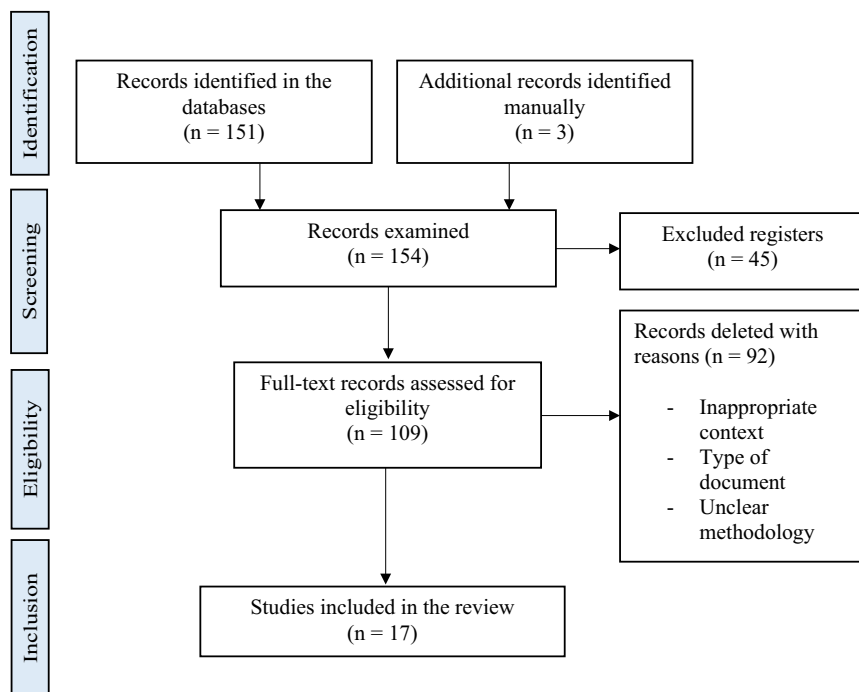 Identification
Records identified in the
databases
(n = 151)
Additional records identified
manually
(n = 3)
Screening
Records examined
(n = 154)
Excluded registers
(n = 45)
Eligibility
Full-text records assessed for
eligibility
(n = 109)
Records deleted with
reasons (n = 92)
- Inappropriate
context
- Type of
document
- Unclear
methodology
Inclusion
Studies included in the review
(n = 17)